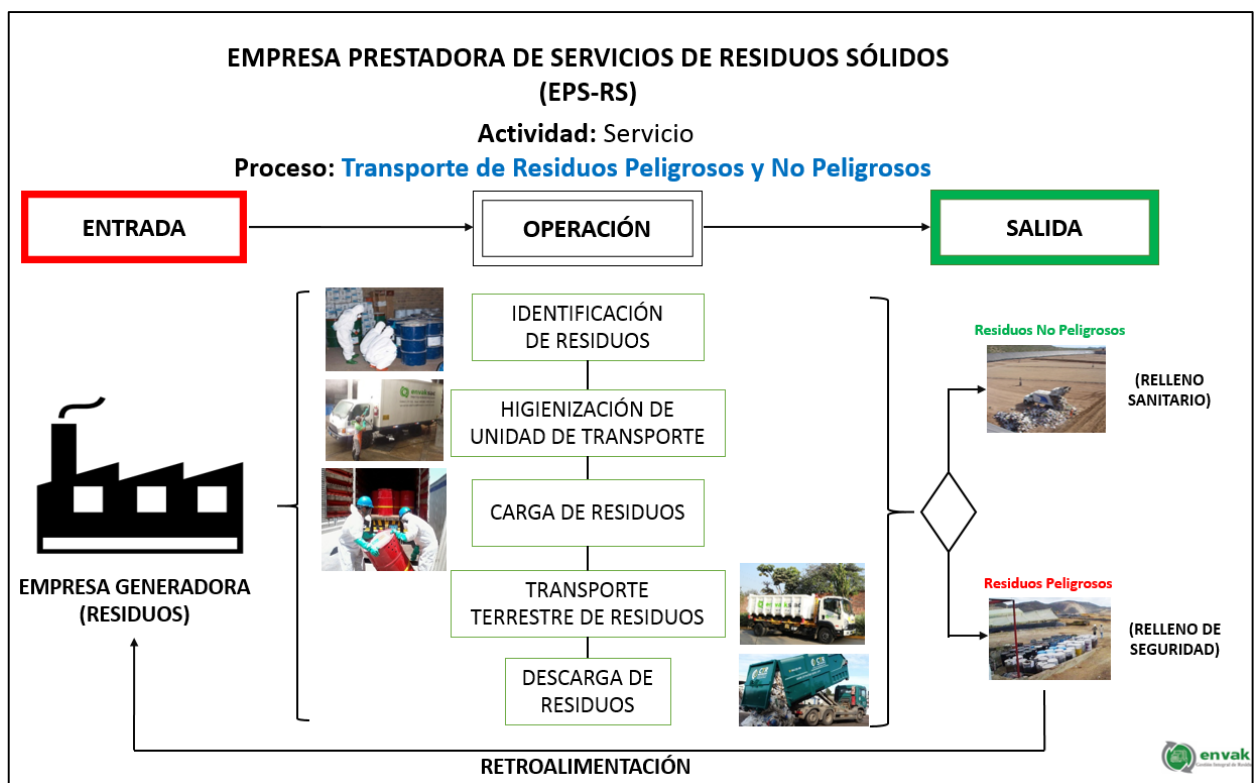 EMPRESA PRESTADORA DE SERVICIOS DE RESIDUOS SÓLIDOS
(EPS-RS)
Actividad: Servicio
Proceso: Transporte de Residuos Peligrosos y No Peligrosos
ENTRADA
OPERACIÓN
SALIDA
EMPRESA GENERADORA
(RESIDUOS)
IDENTIFICACIÓN
DE RESIDUOS
HIGIENIZACIÓN DE
UNIDAD DE TRANSPORTE
envak
CARGA DE RESIDUOS
TRANSPORTE
TERRESTRE DE RESIDUOS
DESCARGA DE
RESIDUOS
Residuos No Peligrosos
(RELLENO
SANITARIO)
Residuos Peligrosos
(RELLENO DE
SEGURIDAD)
RETROALIMENTACIÓN
envak